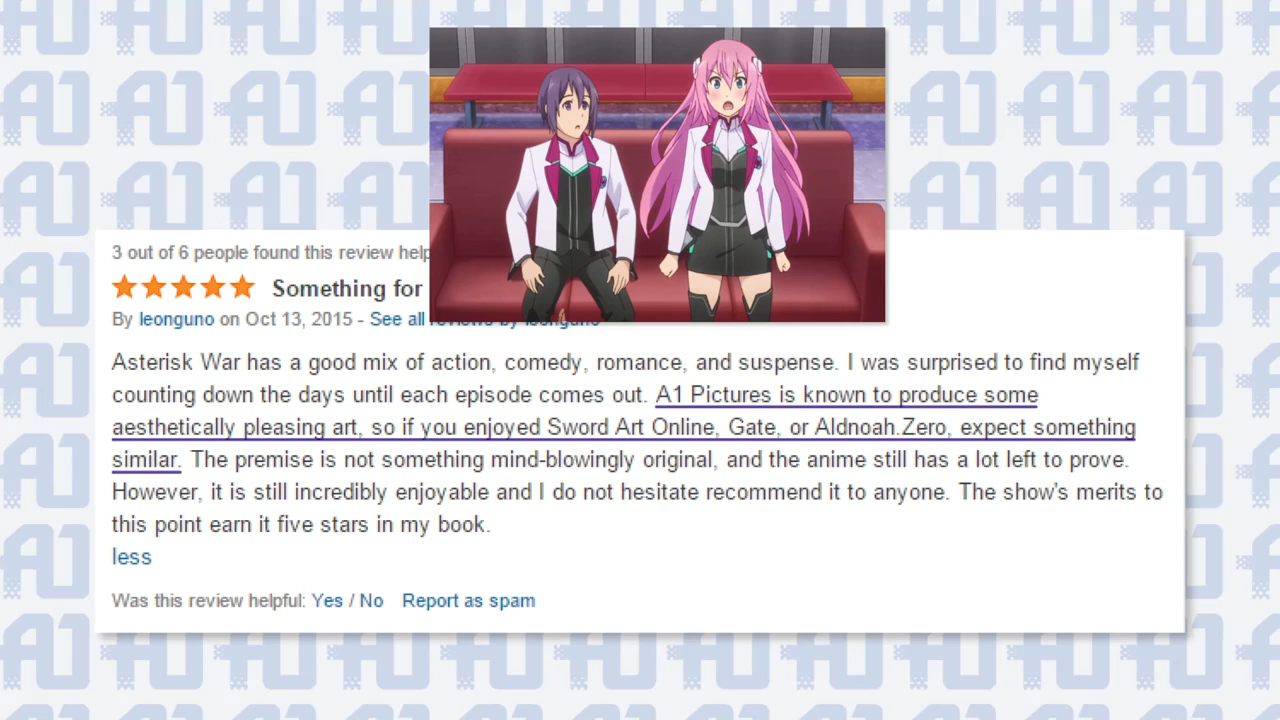 3 out of 6 people found this review help
Something for
By leonguno on Oct 13, 2015 - See all reviews by leonguno
Asterisk War has a good mix of action, comedy, romance, and suspense. I was surprised to find myself
counting down the days until each episode comes out. A1 Pictures is known to produce some
aesthetically pleasing art, so if you enjoyed Sword Art Online, Gate, or Aldnoah.Zero, expect something
similar. The premise is not something mind-blowingly original, and the anime still has a lot left to prove.
However, it is still incredibly enjoyable and I do not hesitate recommend it to anyone. The show's merits to
this point earn it five stars in my book.
less
Was this review helpful: Yes / No Report as spam